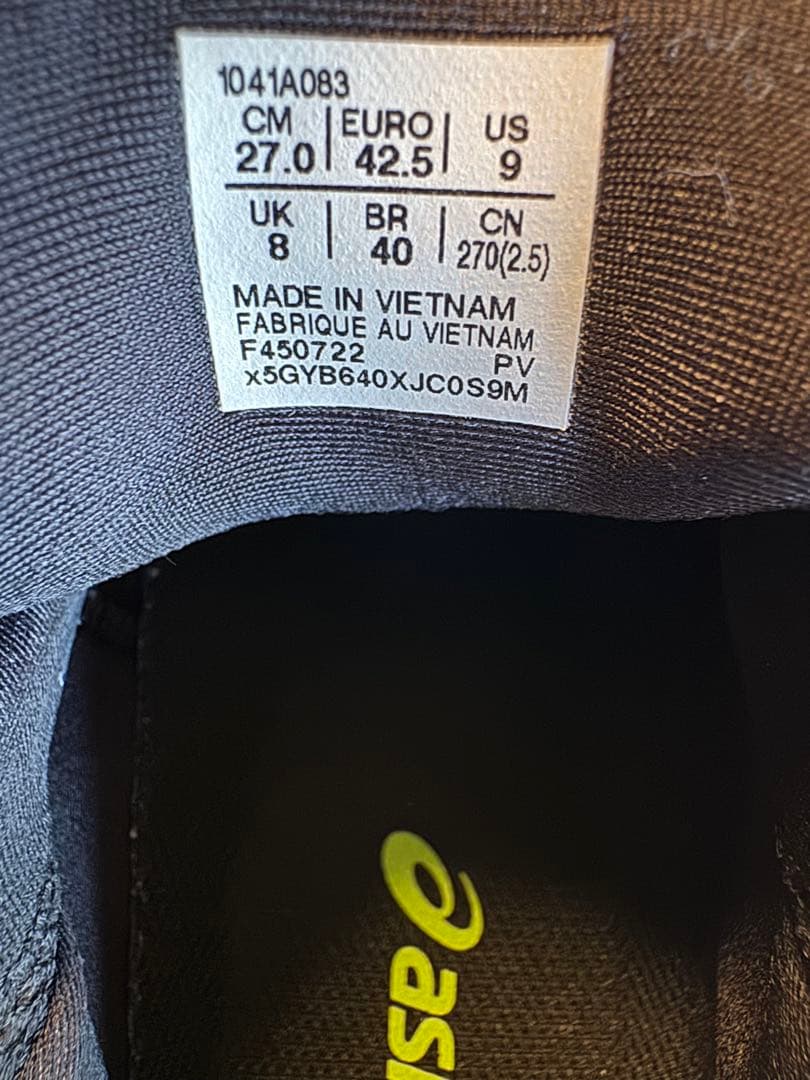 1041A083
CM | EURO | US
27.0 | 42.5 | 9
UK | BR | CN
8 | 40 | 270(2.5)
MADE IN VIETNAM
FABRIQUE AU VIETNAM
F450722 PV
x5GYB640XJC0S9M
as